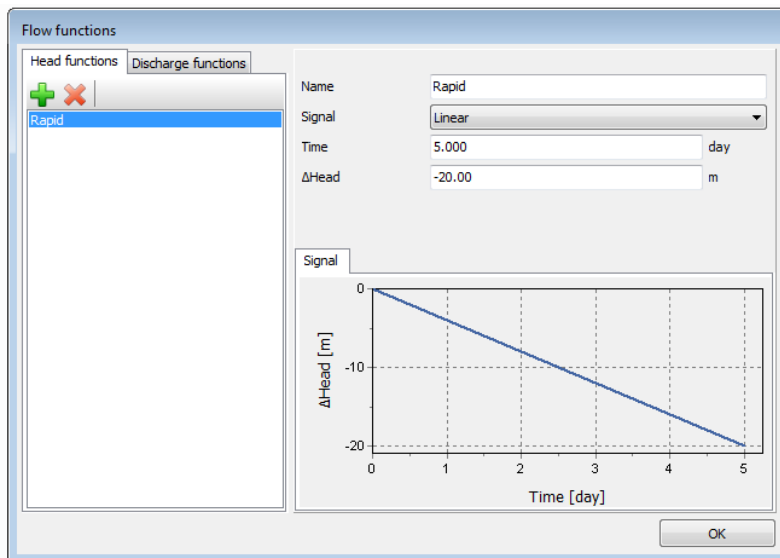 Flow functions
Head functions
Discharge functions
Rapid
Name
Rapid
Signal
Linear
Time
5.000
day
ΔHead
-20.00
m
Signal
0
-10
-20
ΔHead [m]
0
1
2
3
4
5
Time [day]
OK